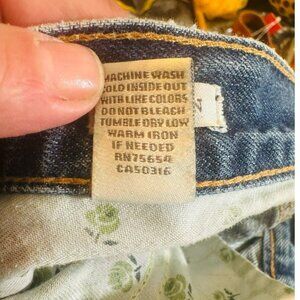 MACHINE WASH
COLD INSIDE OUT
WITH LIKE COLORS
DO NOT BLEACH
TUMBLE DRY LOW
WARM IRON
IF NEEDED
RN75654
CA50316